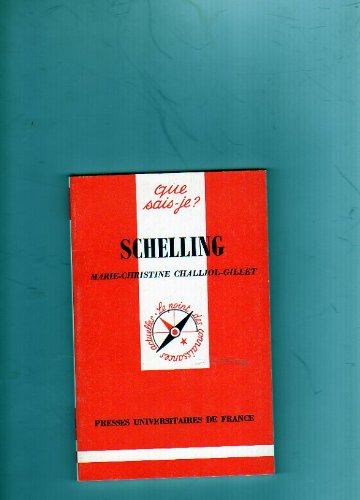 que
sais-je?
SCHELLING
MARIE-CHRISTINE CHALLIOL-GILLET
Le point des connaissances actuelles
PRESSES UNIVERSITAIRES DE FRANCE